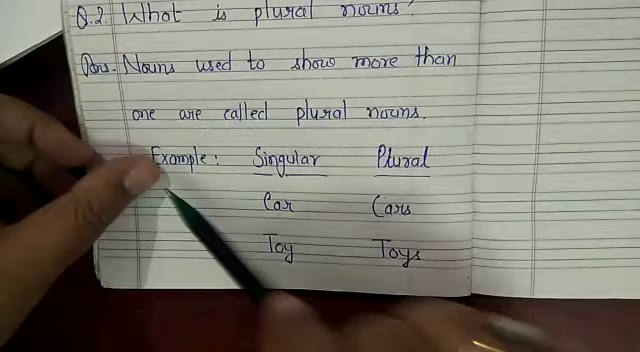 Q.2. What is plural nouns?
Ans. Nouns used to show more than
one are called plural nouns.
Example: Singular Plural
Car Cars
Toy Toys